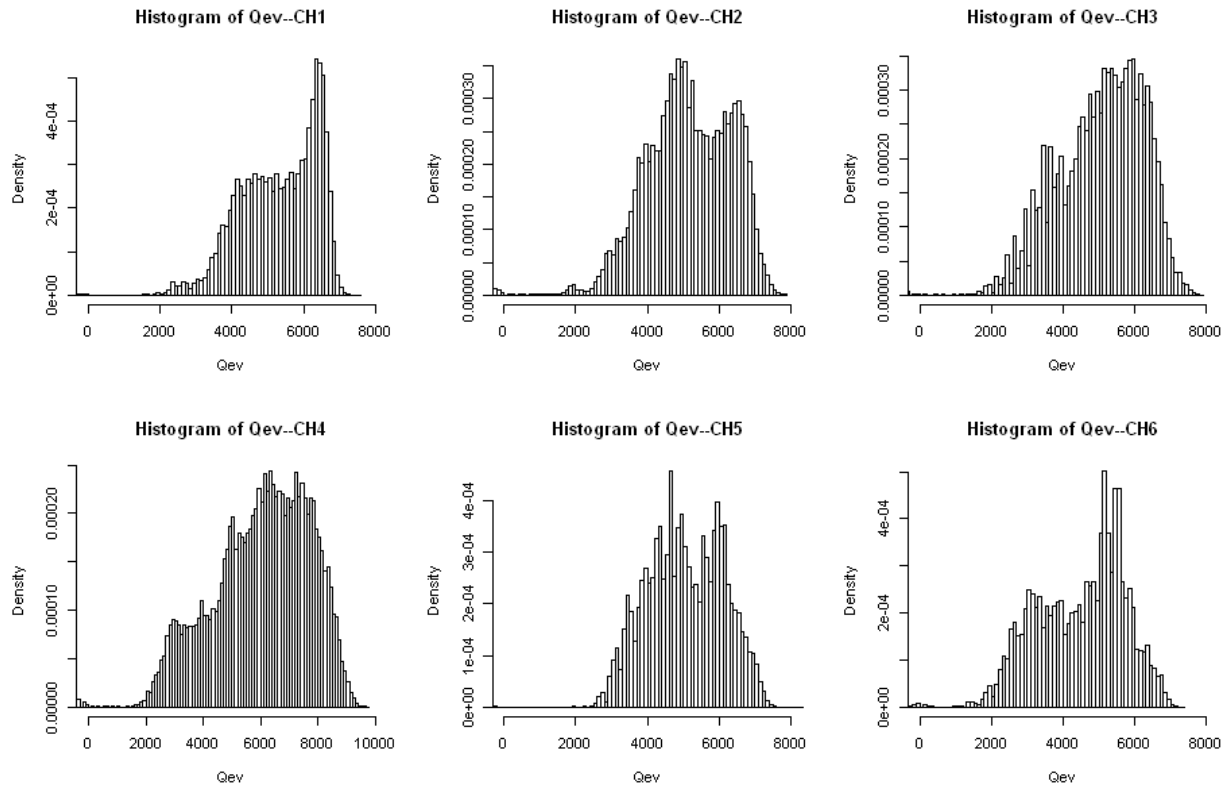 Histogram of Qev--CH1
Density
0e+00
2e-04
4e-04
0
2000
4000
6000
8000
Qev
Histogram of Qev--CH2
Density
0.00000
0.00010
0.00020
0.00030
0
2000
4000
6000
8000
Qev
Histogram of Qev--CH3
Density
0.00000
0.00010
0.00020
0.00030
0
2000
4000
6000
8000
Qev
Histogram of Qev--CH4
Density
0.00000
0.00010
0.00020
0
2000
4000
6000
8000
10000
Qev
Histogram of Qev--CH5
Density
0e+00
1e-04
2e-04
3e-04
4e-04
0
2000
4000
6000
8000
Qev
Histogram of Qev--CH6
Density
0e+00
2e-04
4e-04
0
2000
4000
6000
8000
Qev